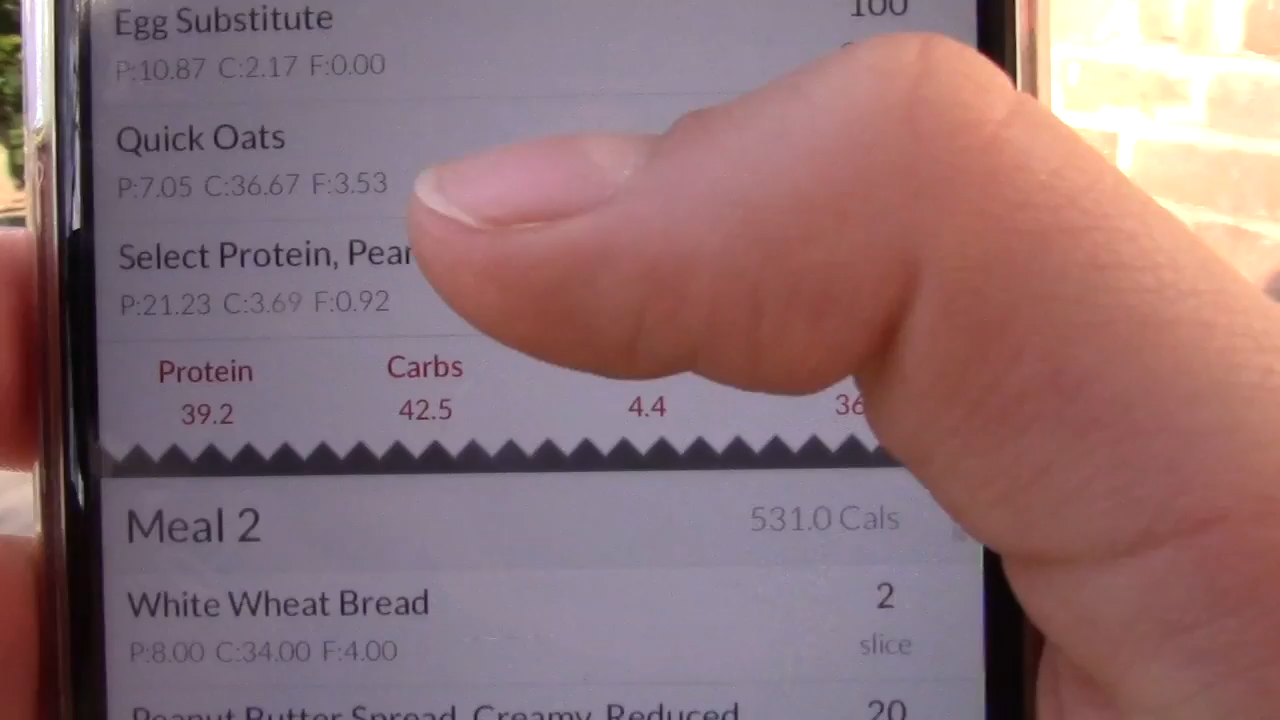 Egg Substitute 100
P:10.87 C:2.17 F:0.00
Quick Oats
P:7.05 C:36.67 F:3.53
Select Protein,
P:21.23 C:3.69 F:0.92
Protein Carbs
39.2 42.5 4.4 36
Meal 2 531.0 Cals
White Wheat Bread 2
P:8.00 C:34.00 F:4.00 slice
Peanut Butter Spread, Creamy, Reduced 20